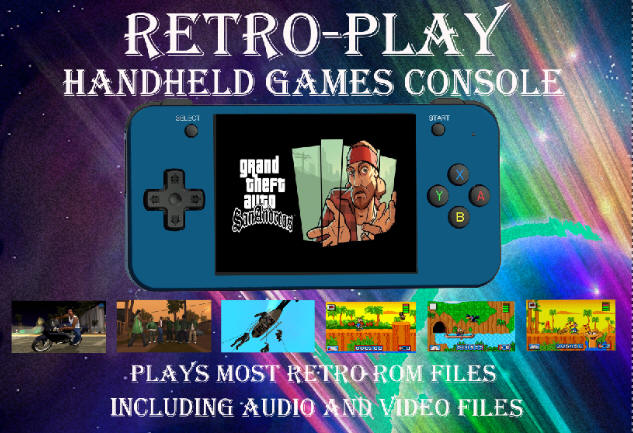 RETRO-PLAY
HANDHELD GAMES CONSOLE
SELECT
START
grand
theft
auto
San Andreas
X
Y
A
B
PLAYS MOST RETRO ROM FILES
INCLUDING AUDIO AND VIDEO FILES